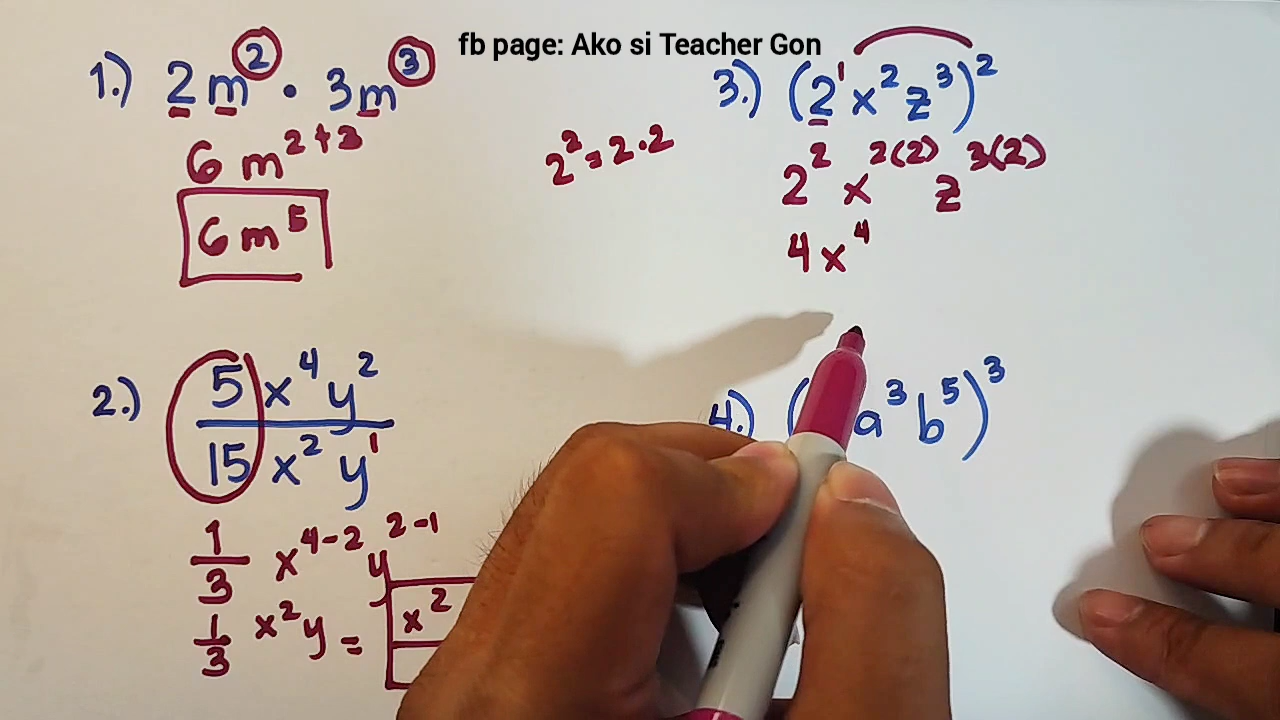 fb page: Ako si Teacher Gon
1.) 2m² · 3m³
6m²⁺³
6m⁵
2.) 5x⁴y² / 15x²y¹
1/3 x⁴⁻² y²⁻¹
1/3 x²y = x²
2² = 2·2
3.) (2¹x²z³)²
2² x²⁽²⁾ z³⁽²⁾
4x⁴
4.) ( a³b⁵)³